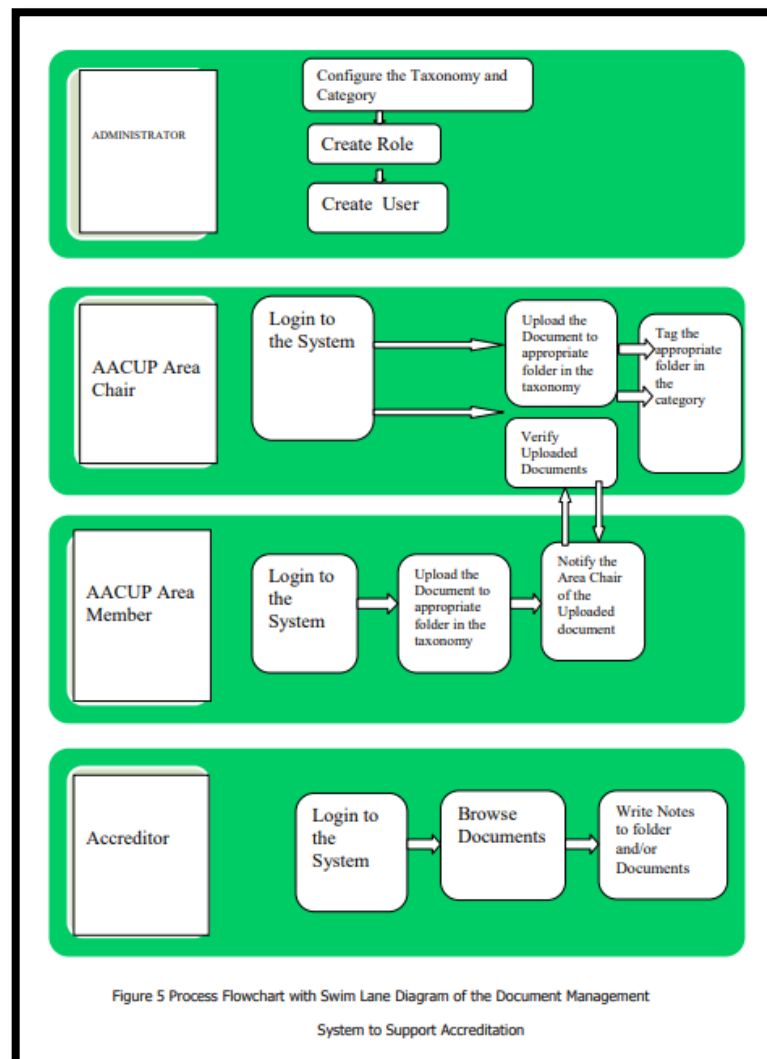 Configure the Taxonomy and
Category
ADMINISTRATOR
Create Role
Create User
Login to
the System
Upload the
Document to
appropriate
folder in the
taxonomy
Tag the
appropriate
folder in
the
category
AACUP Area
Chair
Verify
Uploaded
Documents
AACUP Area
Member
Login to
the
System
Upload the
Document to
appropriate
folder in the
taxonomy
Notify the
Area Chair
of the
Uploaded
document
Accreditor
Login to
the
System
Browse
Documents
Write Notes
to folder
and/or
Documents
Figure 5 Process Flowchart with Swim Lane Diagram of the Document Management
System to Support Accreditation